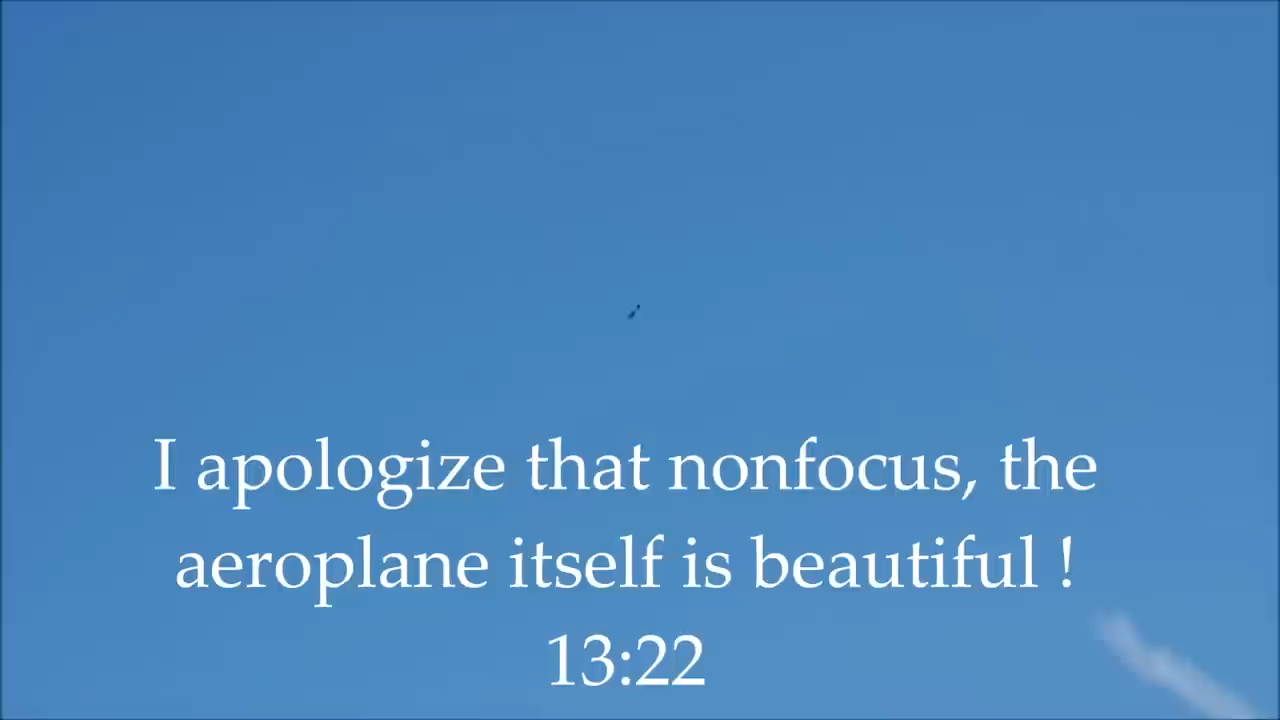 I apologize that nonfocus, the
aeroplane itself is beautiful !
13:22